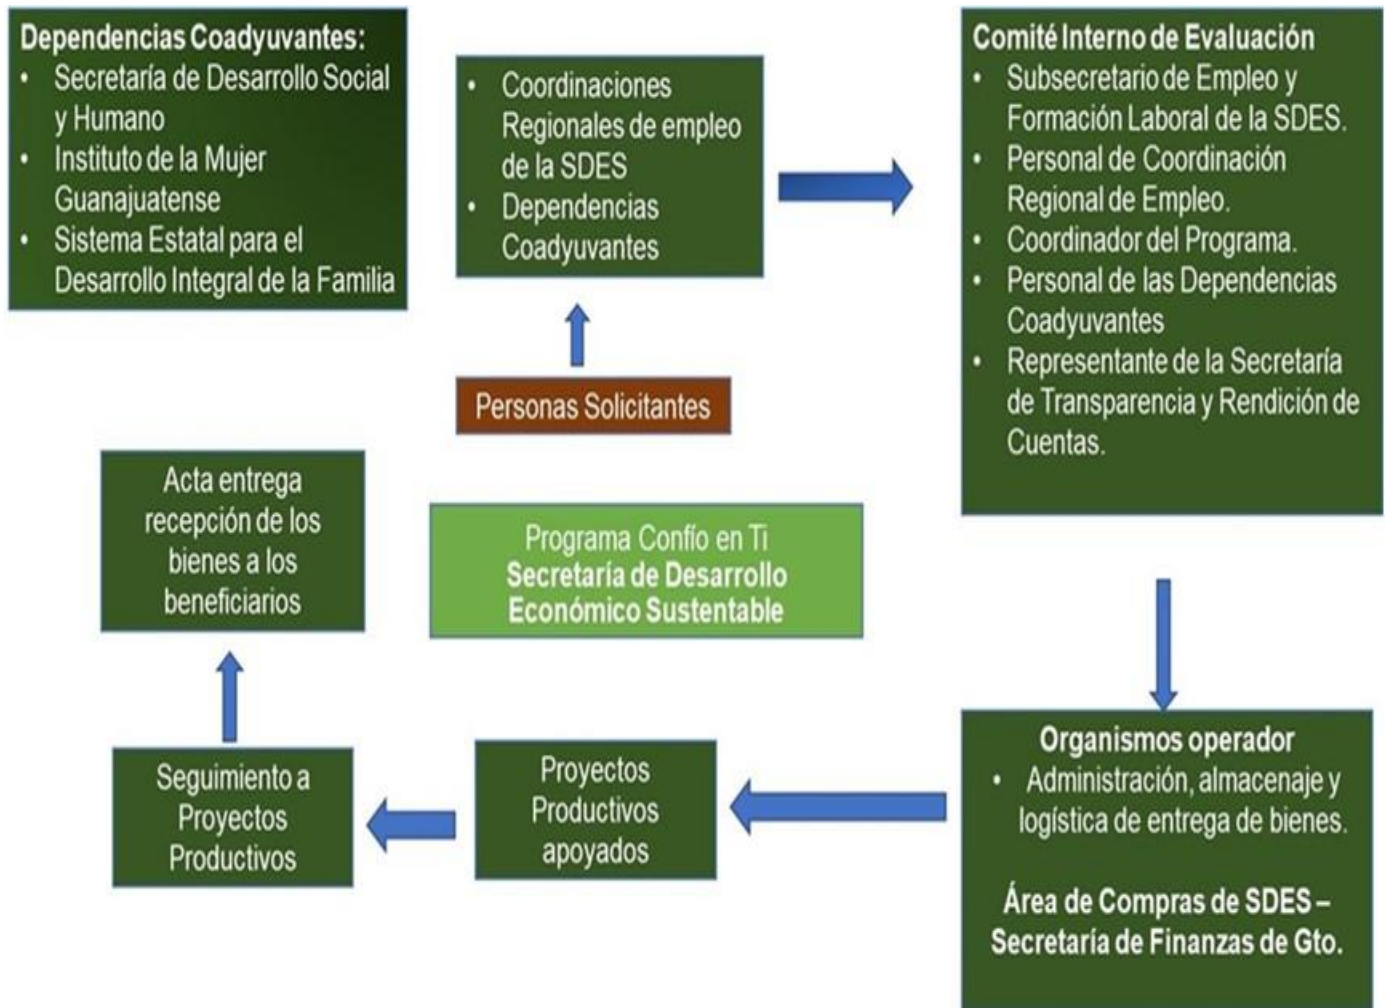 Dependencias Coadyuvantes:
• Secretaría de Desarrollo Social
y Humano
• Instituto de la Mujer
Guanajuatense
• Sistema Estatal para el
Desarrollo Integral de la Familia
• Coordinaciones
Regionales de empleo
de la SDES
• Dependencias
Coadyuvantes
Comité Interno de Evaluación
• Subsecretario de Empleo y
Formación Laboral de la SDES.
• Personal de Coordinación
Regional de Empleo.
• Coordinador del Programa.
• Personal de las Dependencias
Coadyuvantes
• Representante de la Secretaría
de Transparencia y Rendición de
Cuentas.
Personas Solicitantes
Acta entrega
recepción de los
bienes a los
beneficiarios
Programa Confío en Ti
Secretaría de Desarrollo
Económico Sustentable
Seguimiento a
Proyectos
Productivos
Proyectos
Productivos
apoyados
Organismos operador
• Administración, almacenaje y
logística de entrega de bienes.
Área de Compras de SDES –
Secretaría de Finanzas de Gto.